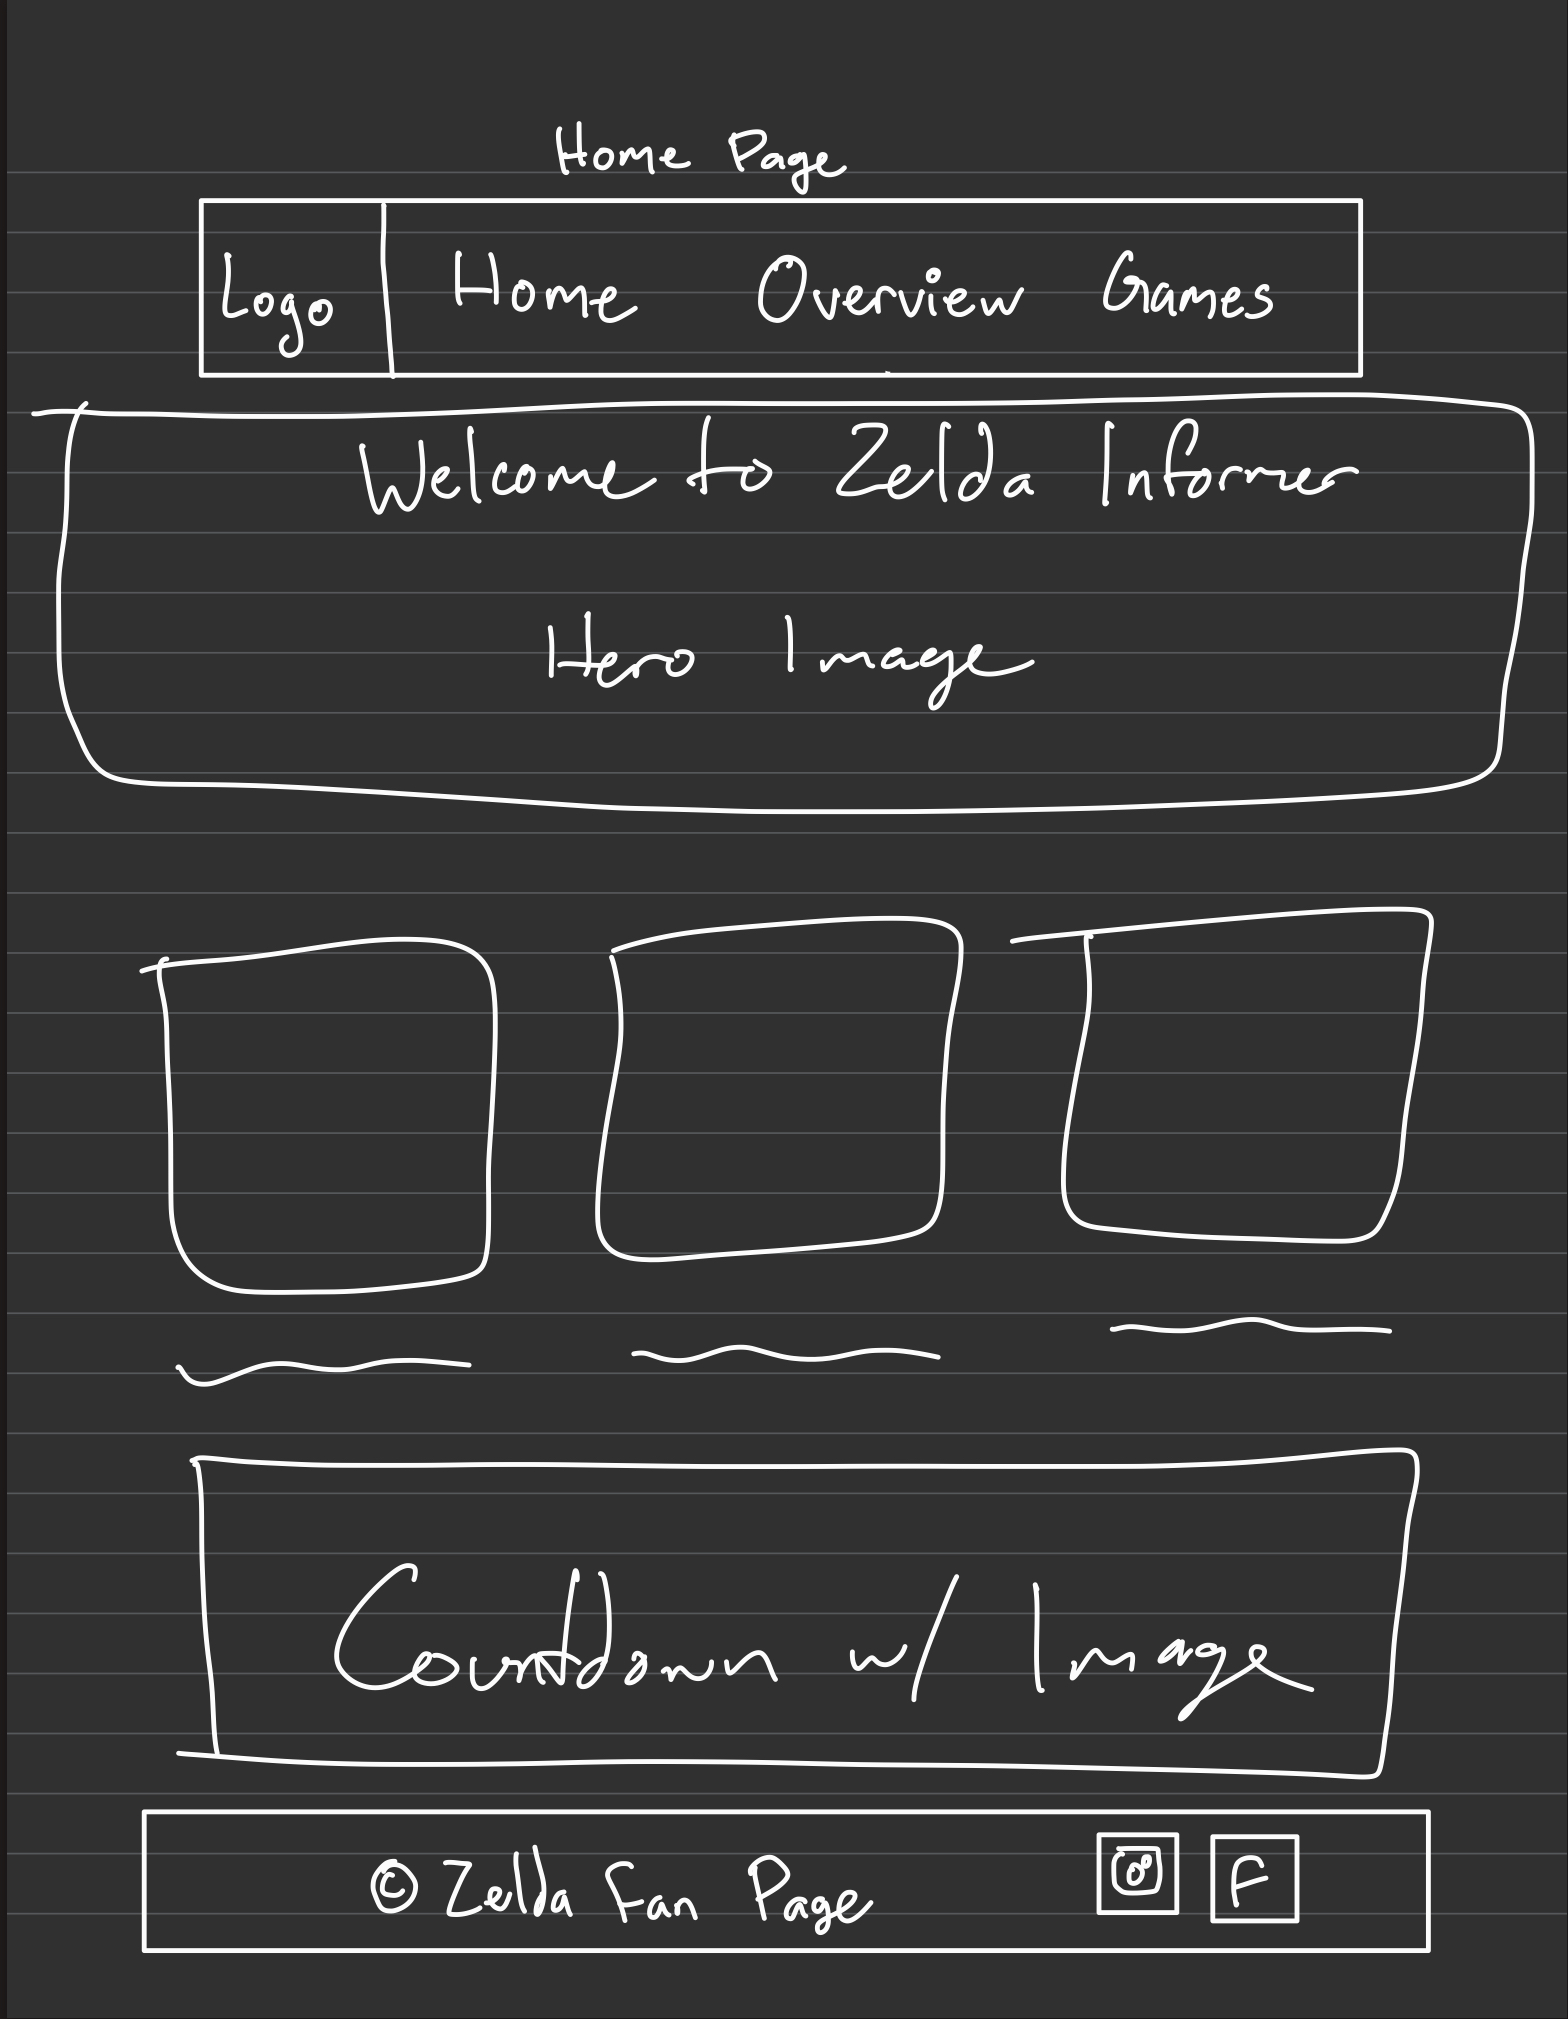 Home Page
Logo Home Overview Games
Welcome to Zelda Informer
Hero Image
Countdown w/ Image
© Zelda Fan Page F